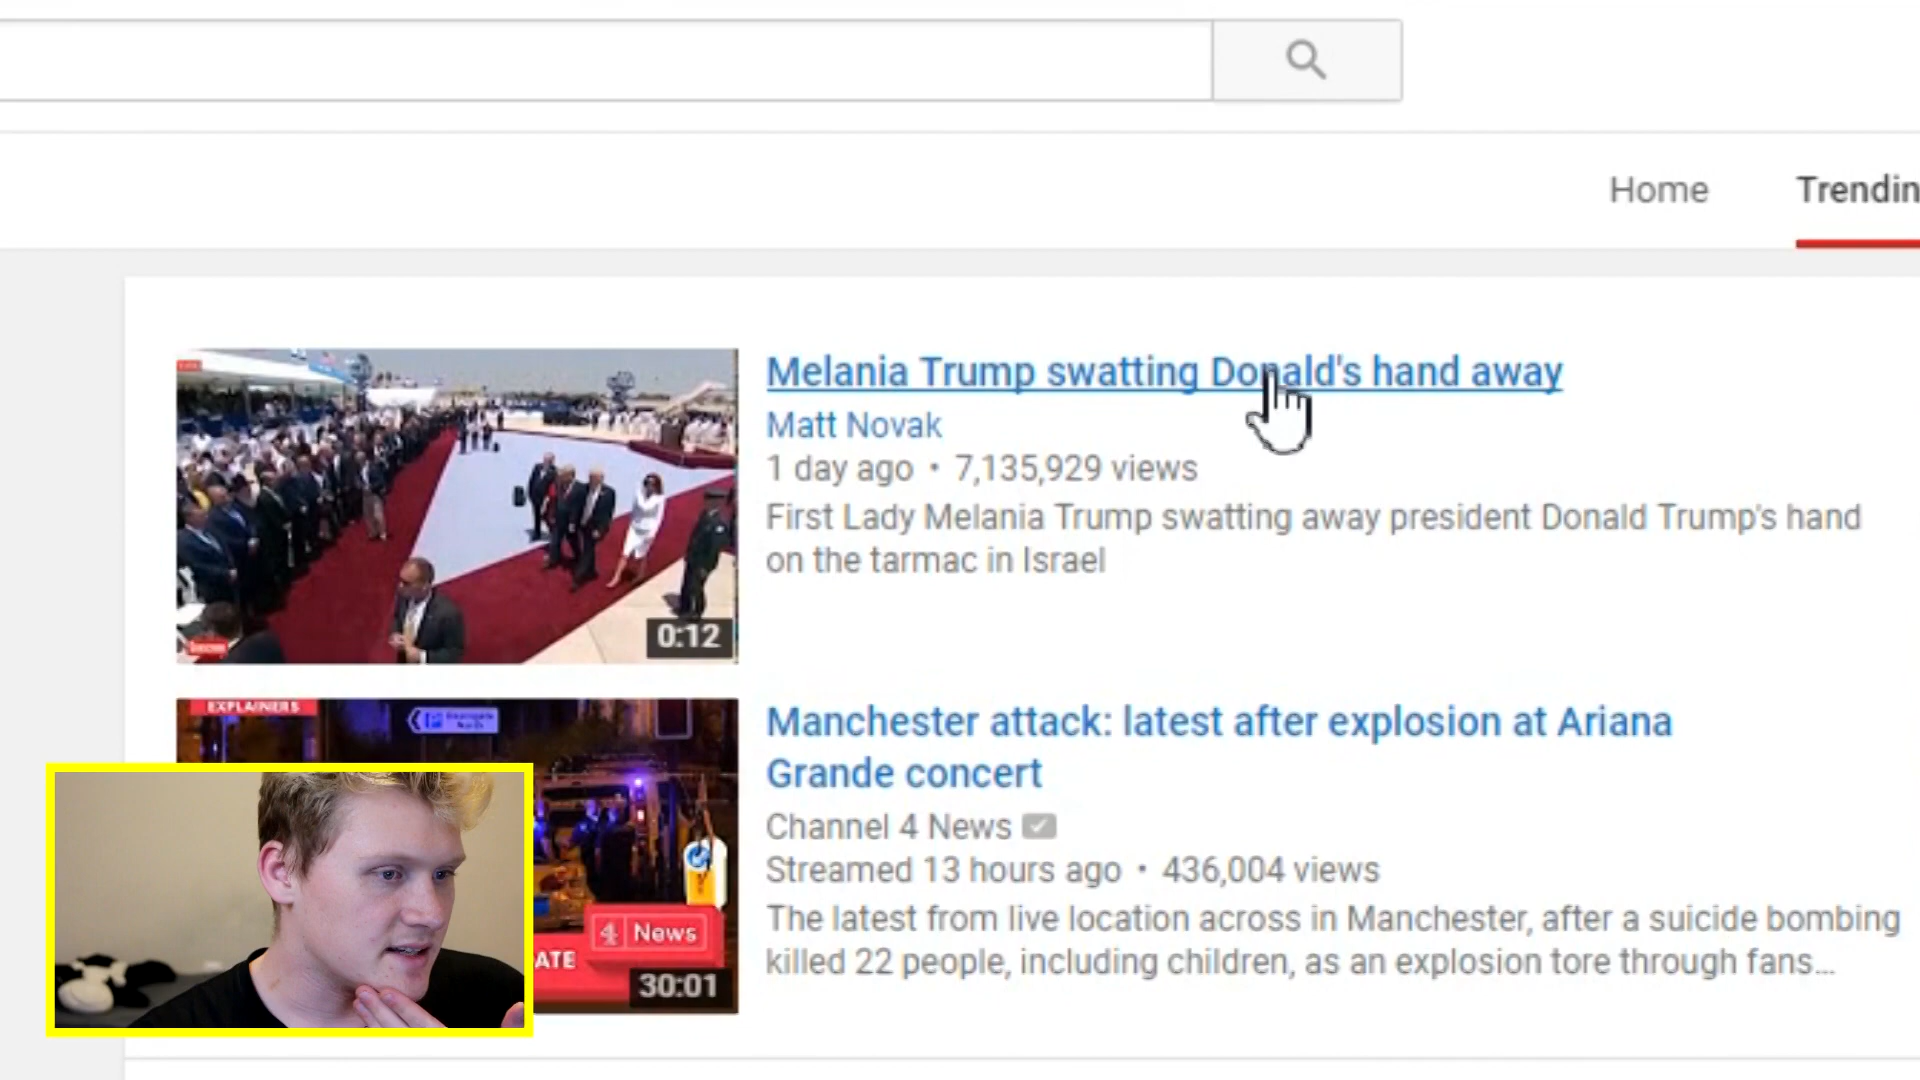 Home
Trendin
Melania Trump swatting Donald's hand away
Matt Novak
1 day ago • 7,135,929 views
First Lady Melania Trump swatting away president Donald Trump's hand
on the tarmac in Israel
0:12
EXPLAINERS
Manchester attack: latest after explosion at Ariana
Grande concert
Channel 4 News
Streamed 13 hours ago • 436,004 views
The latest from live location across in Manchester, after a suicide bombing
killed 22 people, including children, as an explosion tore through fans...
4 News
ATE
30:01